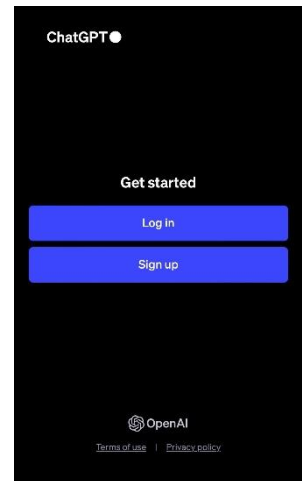 ChatGPT
Get started
Log in
Sign up
OpenAI
Terms of use | Privacy policy